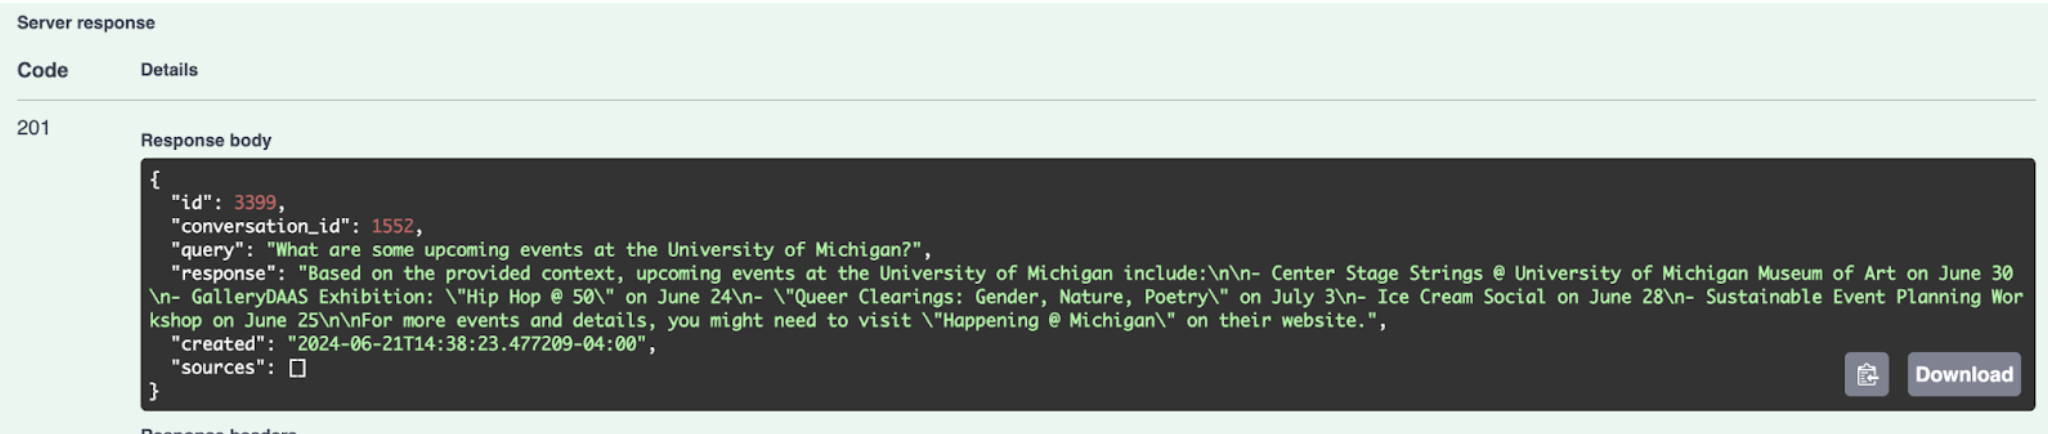 Server response
Code Details
201
Response body
{
"id": 3399,
"conversation_id": 1552,
"query": "What are some upcoming events at the University of Michigan?",
"response": "Based on the provided context, upcoming events at the University of Michigan include:\n\n- Center Stage Strings @ University of Michigan Museum of Art on June 30
\n- GalleryDAAS Exhibition: \"Hip Hop @ 50\" on June 24\n- \"Queer Clearings: Gender, Nature, Poetry\" on July 3\n- Ice Cream Social on June 28\n- Sustainable Event Planning Wor
kshop on June 25\n\nFor more events and details, you might need to visit \"Happening @ Michigan\" on their website.",
"created": "2024-06-21T14:38:23.477209-04:00",
"sources": []
}
Download
Response headers